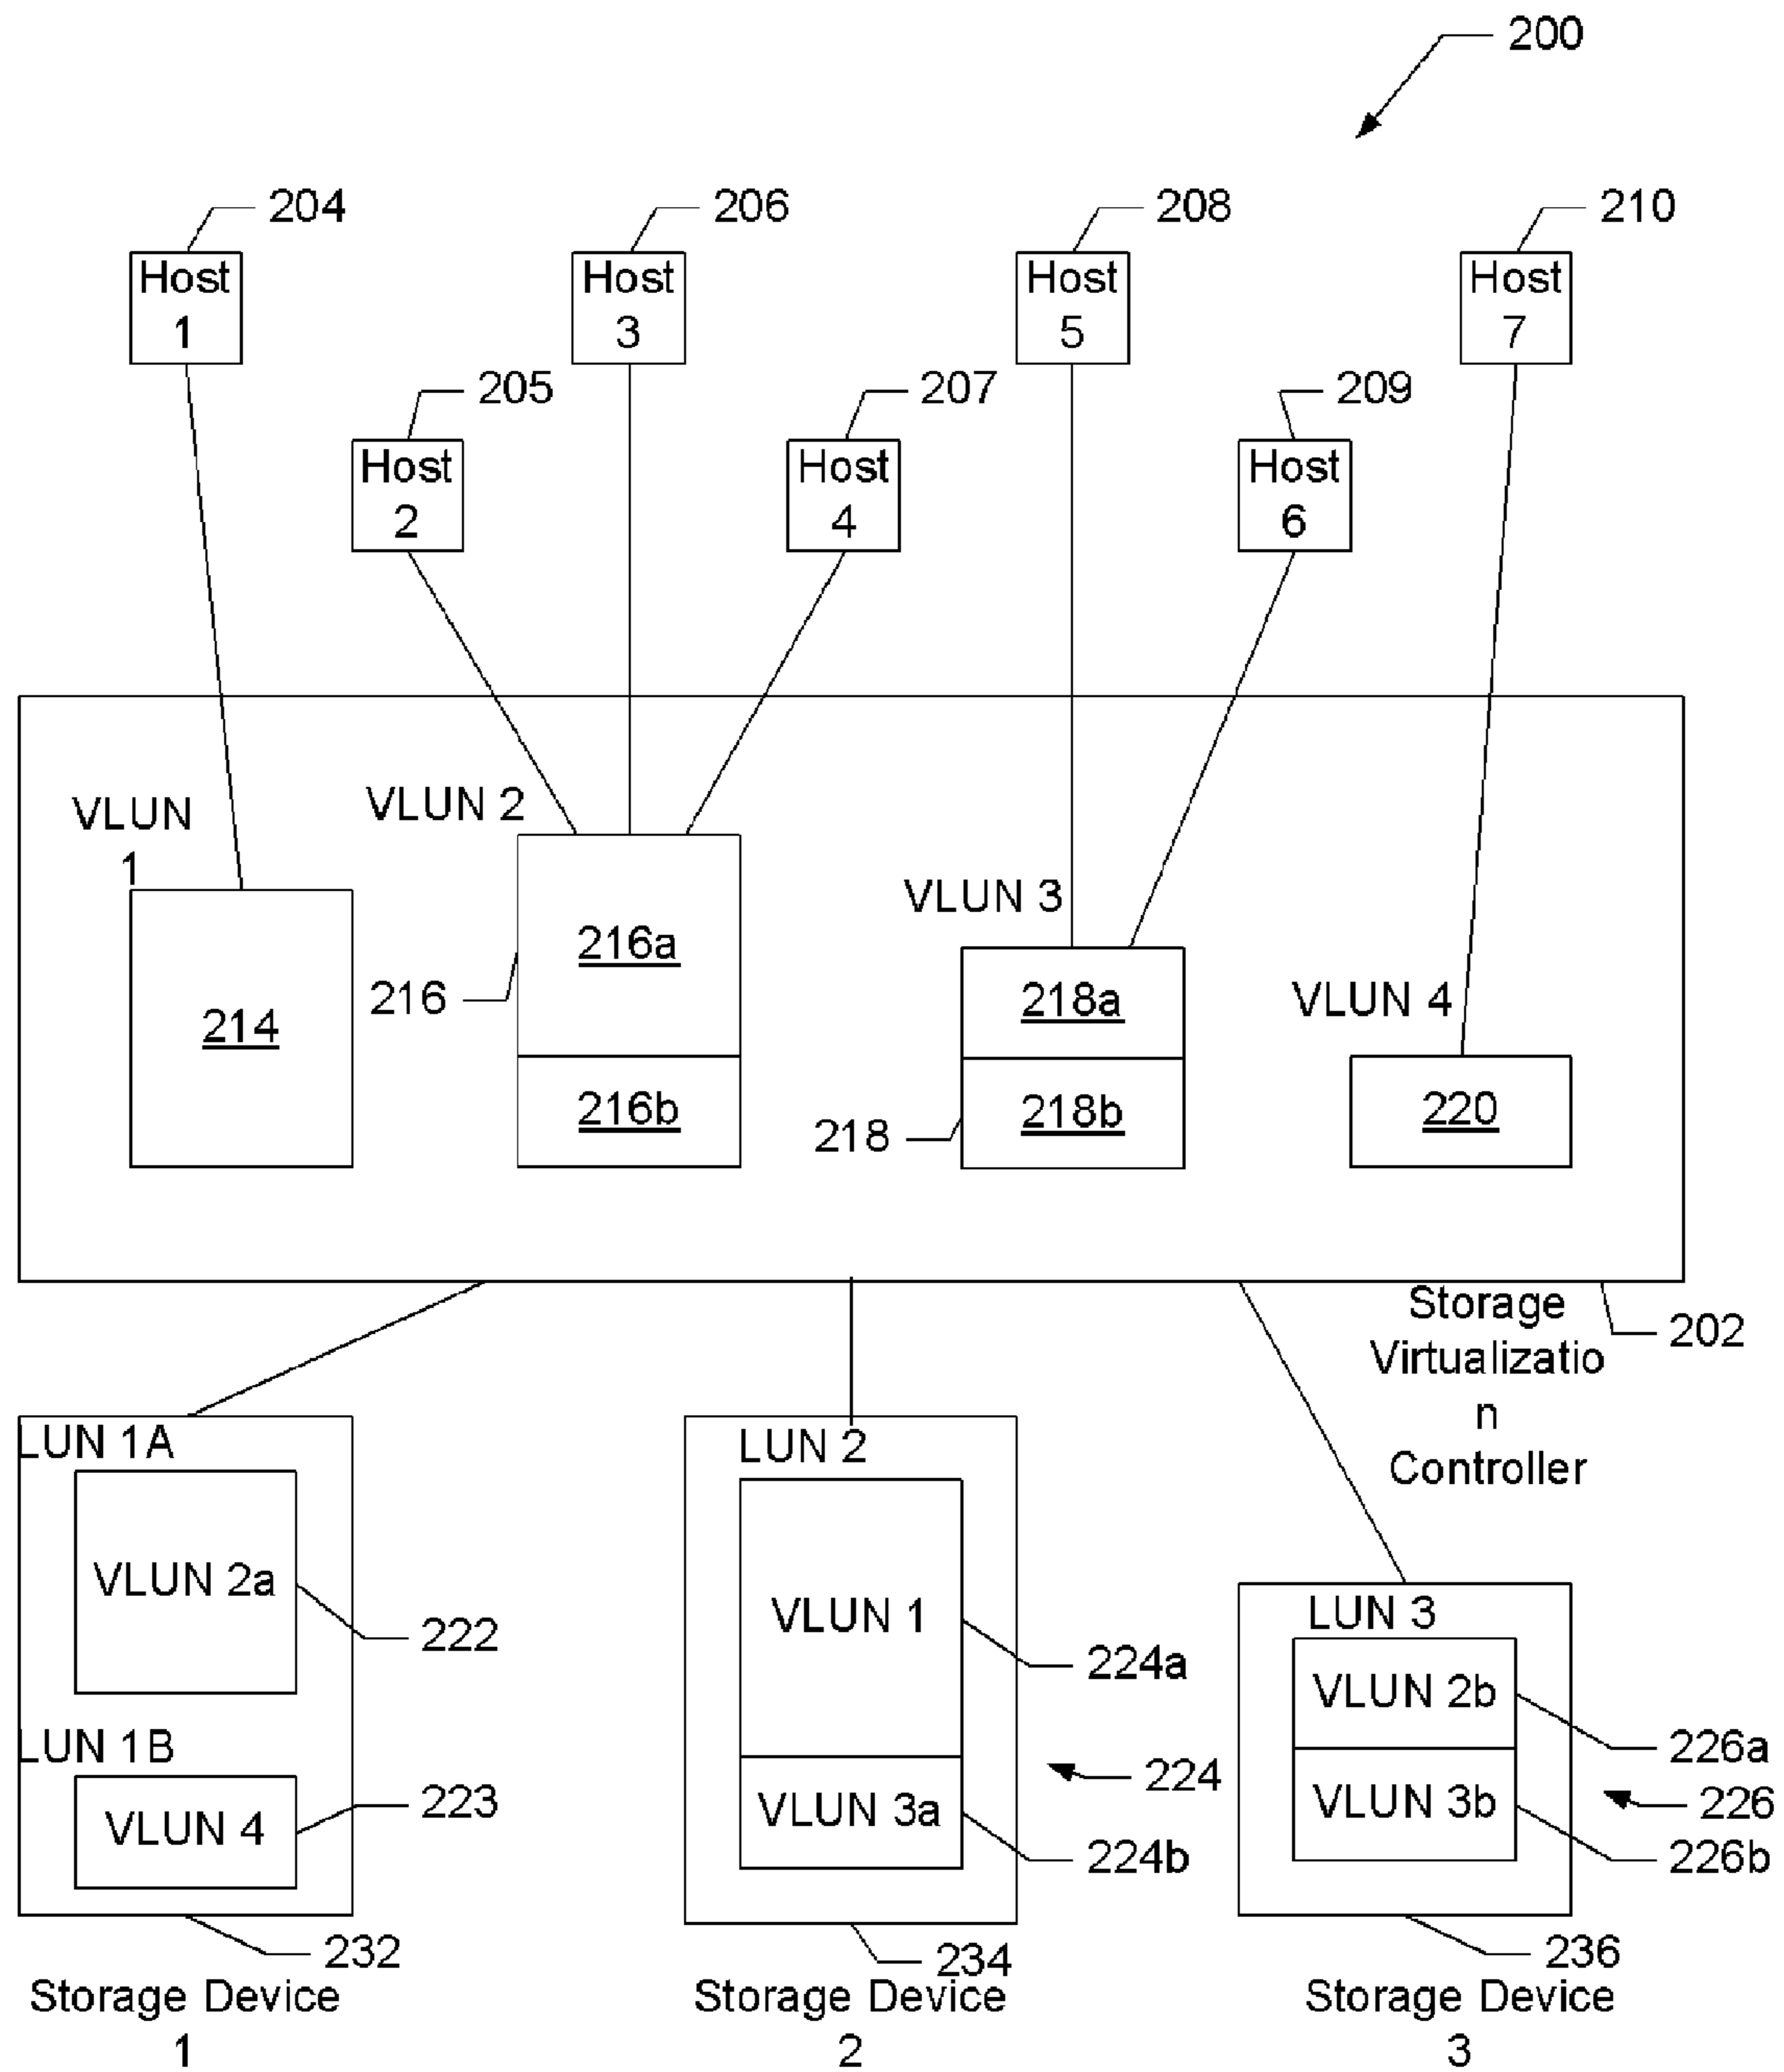 200
204
206
208
210
Host
1
Host
3
Host
5
Host
7
205
207
209
Host
2
Host
4
Host
6
VLUN
1
VLUN 2
VLUN 3
VLUN 4
214
216
216a
216b
218
218a
218b
220
Storage
Virtualizatio
n
Controller
202
LUN 1A
VLUN 2a
222
LUN 1B
VLUN 4
223
232
Storage Device
1
LUN 2
VLUN 1
224a
VLUN 3a
224
224b
234
Storage Device
2
LUN 3
VLUN 2b
226a
VLUN 3b
226
226b
236
Storage Device
3